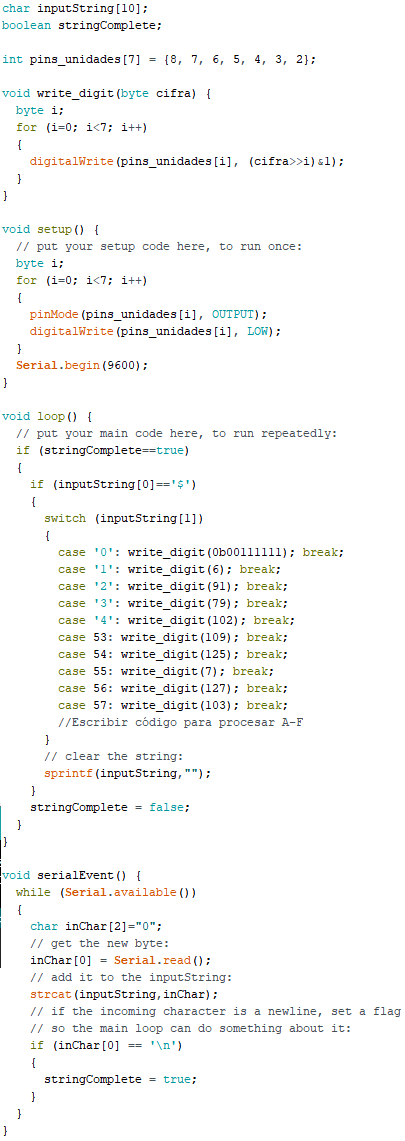 char inputString[10];
boolean stringComplete;
int pins_unidades[7] = {8, 7, 6, 5, 4, 3, 2};
void write_digit(byte cifra) {
byte i;
for (i=0; i<7; i++)
{
digitalWrite(pins_unidades[i], (cifra>>i)&1);
}
}
void setup() {
// put your setup code here, to run once:
byte i;
for (i=0; i<7; i++)
{
pinMode(pins_unidades[i], OUTPUT);
digitalWrite(pins_unidades[i], LOW);
}
Serial.begin(9600);
}
void loop() {
// put your main code here, to run repeatedly:
if (stringComplete==true)
{
if (inputString[0]=='$')
{
switch (inputString[1])
{
case '0': write_digit(0b00111111); break;
case '1': write_digit(6); break;
case '2': write_digit(91); break;
case '3': write_digit(79); break;
case '4': write_digit(102); break;
case 53: write_digit(109); break;
case 54: write_digit(125); break;
case 55: write_digit(7); break;
case 56: write_digit(127); break;
case 57: write_digit(103); break;
//Escribir código para procesar A-F
}
// clear the string:
sprintf(inputString,"");
}
stringComplete = false;
}
}
void serialEvent() {
while (Serial.available())
{
char inChar[2]="0";
// get the new byte:
inChar[0] = Serial.read();
// add it to the inputString:
strcat(inputString,inChar);
// if the incoming character is a newline, set a flag
// so the main loop can do something about it:
if (inChar[0] == '\n')
{
stringComplete = true;
}
}
}